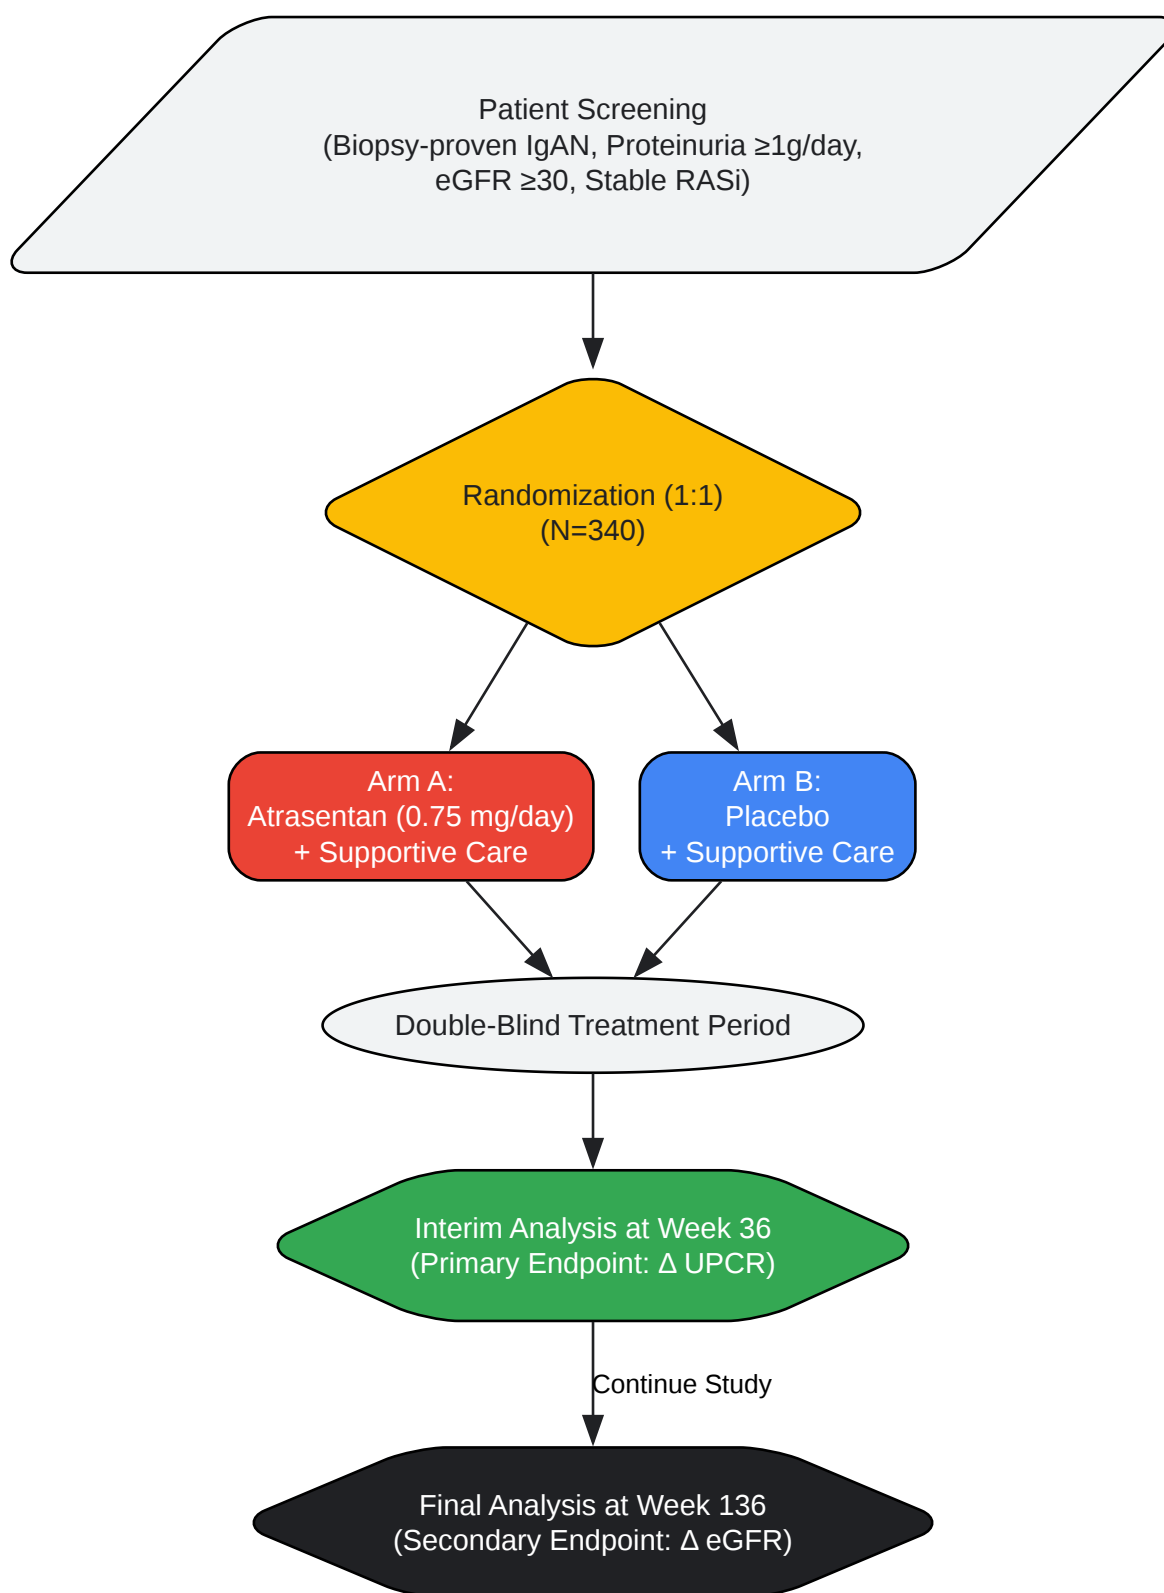 Patient Screening
(Biopsy-proven IgAN, Proteinuria ≥1g/day,
eGFR ≥30, Stable RASi)
Randomization (1:1)
(N=340)
Arm A:
Atrasentan (0.75 mg/day)
+ Supportive Care
Arm B:
Placebo
+ Supportive Care
Double-Blind Treatment Period
Interim Analysis at Week 36
(Primary Endpoint: Δ UPCR)
Continue Study
Final Analysis at Week 136
(Secondary Endpoint: Δ eGFR)